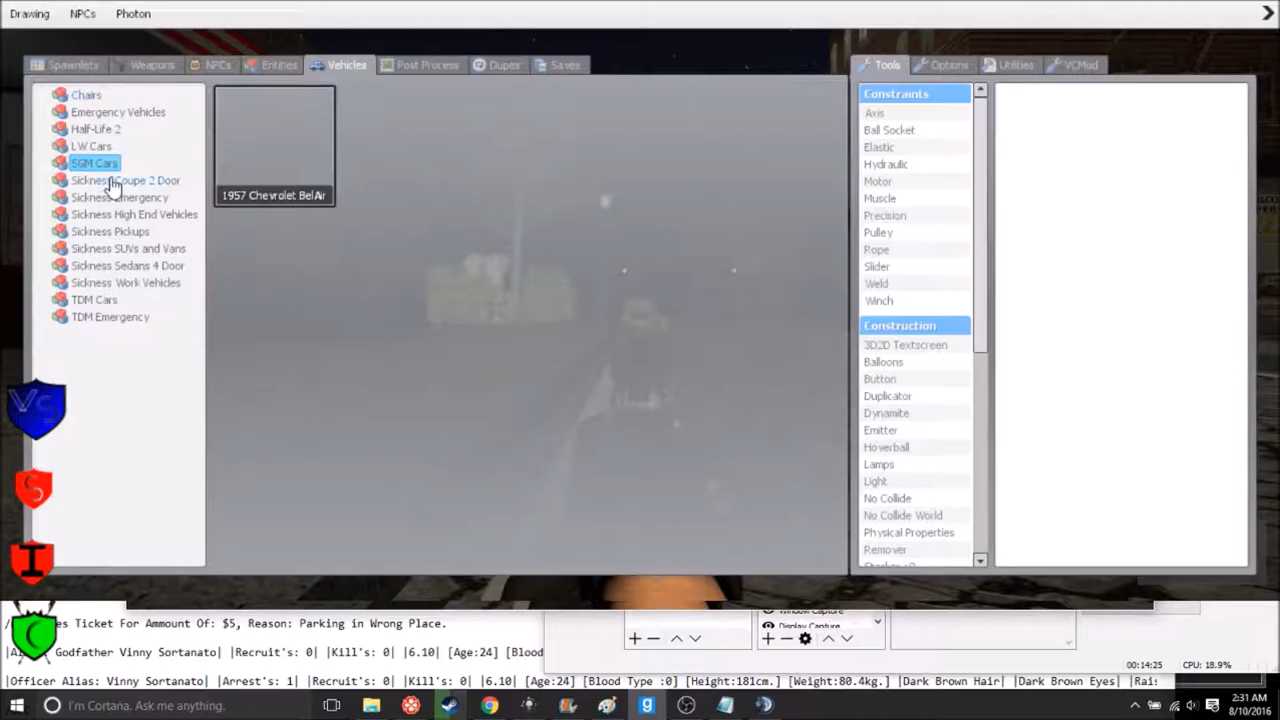 Drawing NPCs Photon
Spawnlists Weapons NPCs Entities Vehicles Post Process Dupes Saves
Tools Options Utilities VCMod
Chairs
Emergency Vehicles
Half-Life 2
LW Cars
SGM Cars
Sickness Coupe 2 Door
Sickness Emergency
Sickness High End Vehicles
Sickness Pickups
Sickness SUVs and Vans
Sickness Sedans 4 Door
Sickness Work Vehicles
TDM Cars
TDM Emergency
1957 Chevrolet BelAir
Constraints
Axis
Ball Socket
Elastic
Hydraulic
Motor
Muscle
Precision
Pulley
Rope
Slider
Weld
Winch
Construction
3D2D Textscreen
Balloons
Button
Duplicator
Dynamite
Emitter
Hoverball
Lamps
Light
No Collide
No Collide World
Physical Properties
Remover
VC
S
I
C
Window Capture
Display Capture
es Ticket For Ammount Of: $5, Reason: Parking in Wrong Place.
Godfather Vinny Sortanato| |Recruit's: 0| |Kill's: 0| |6.10| [Age:24] [Blood
00:14:25 CPU: 18.9%
|Officer Alias: Vinny Sortanato| |Arrest's: 1| |Recruit's: 0| |Kill's: 0| |6.10| [Age:24] [Blood Type :0] [Height:181cm.] [Weight:80.4kg.] |Dark Brown Hair| |Dark Brown Eyes| |Rais
I'm Cortana. Ask me anything.
2:31 AM
8/10/2016